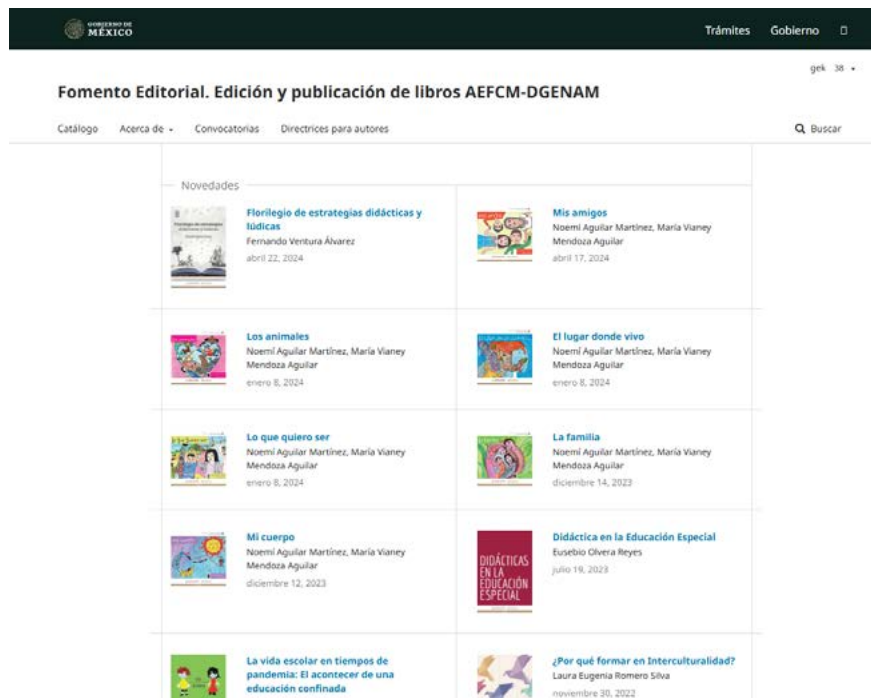 GOBIERNO DE
MÉXICO
Trámites Gobierno
gek 38
Fomento Editorial. Edición y publicación de libros AEFCM-DGENAM
Catálogo Acerca de Convocatorias Directrices para autores Buscar
Novedades
Florilegio de estrategias didácticas y
lúdicas
Fernando Ventura Álvarez
abril 22, 2024
Mis amigos
Noemí Aguilar Martínez, María Vianey
Mendoza Aguilar
abril 17, 2024
Los animales
Noemí Aguilar Martínez, María Vianey
Mendoza Aguilar
enero 8, 2024
El lugar donde vivo
Noemí Aguilar Martínez, María Vianey
Mendoza Aguilar
enero 8, 2024
Lo que quiero ser
Noemí Aguilar Martínez, María Vianey
Mendoza Aguilar
enero 8, 2024
La familia
Noemí Aguilar Martínez, María Vianey
Mendoza Aguilar
diciembre 14, 2023
Mi cuerpo
Noemí Aguilar Martínez, María Vianey
Mendoza Aguilar
diciembre 12, 2023
DIDÁCTICAS
EN LA
EDUCACIÓN
ESPECIAL
Didáctica en la Educación Especial
Eusebio Olvera Reyes
julio 19, 2023
La vida escolar en tiempos de
pandemia: El acontecer de una
educación confinada
¿Por qué formar en Interculturalidad?
Laura Eugenia Romero Silva
noviembre 30, 2022